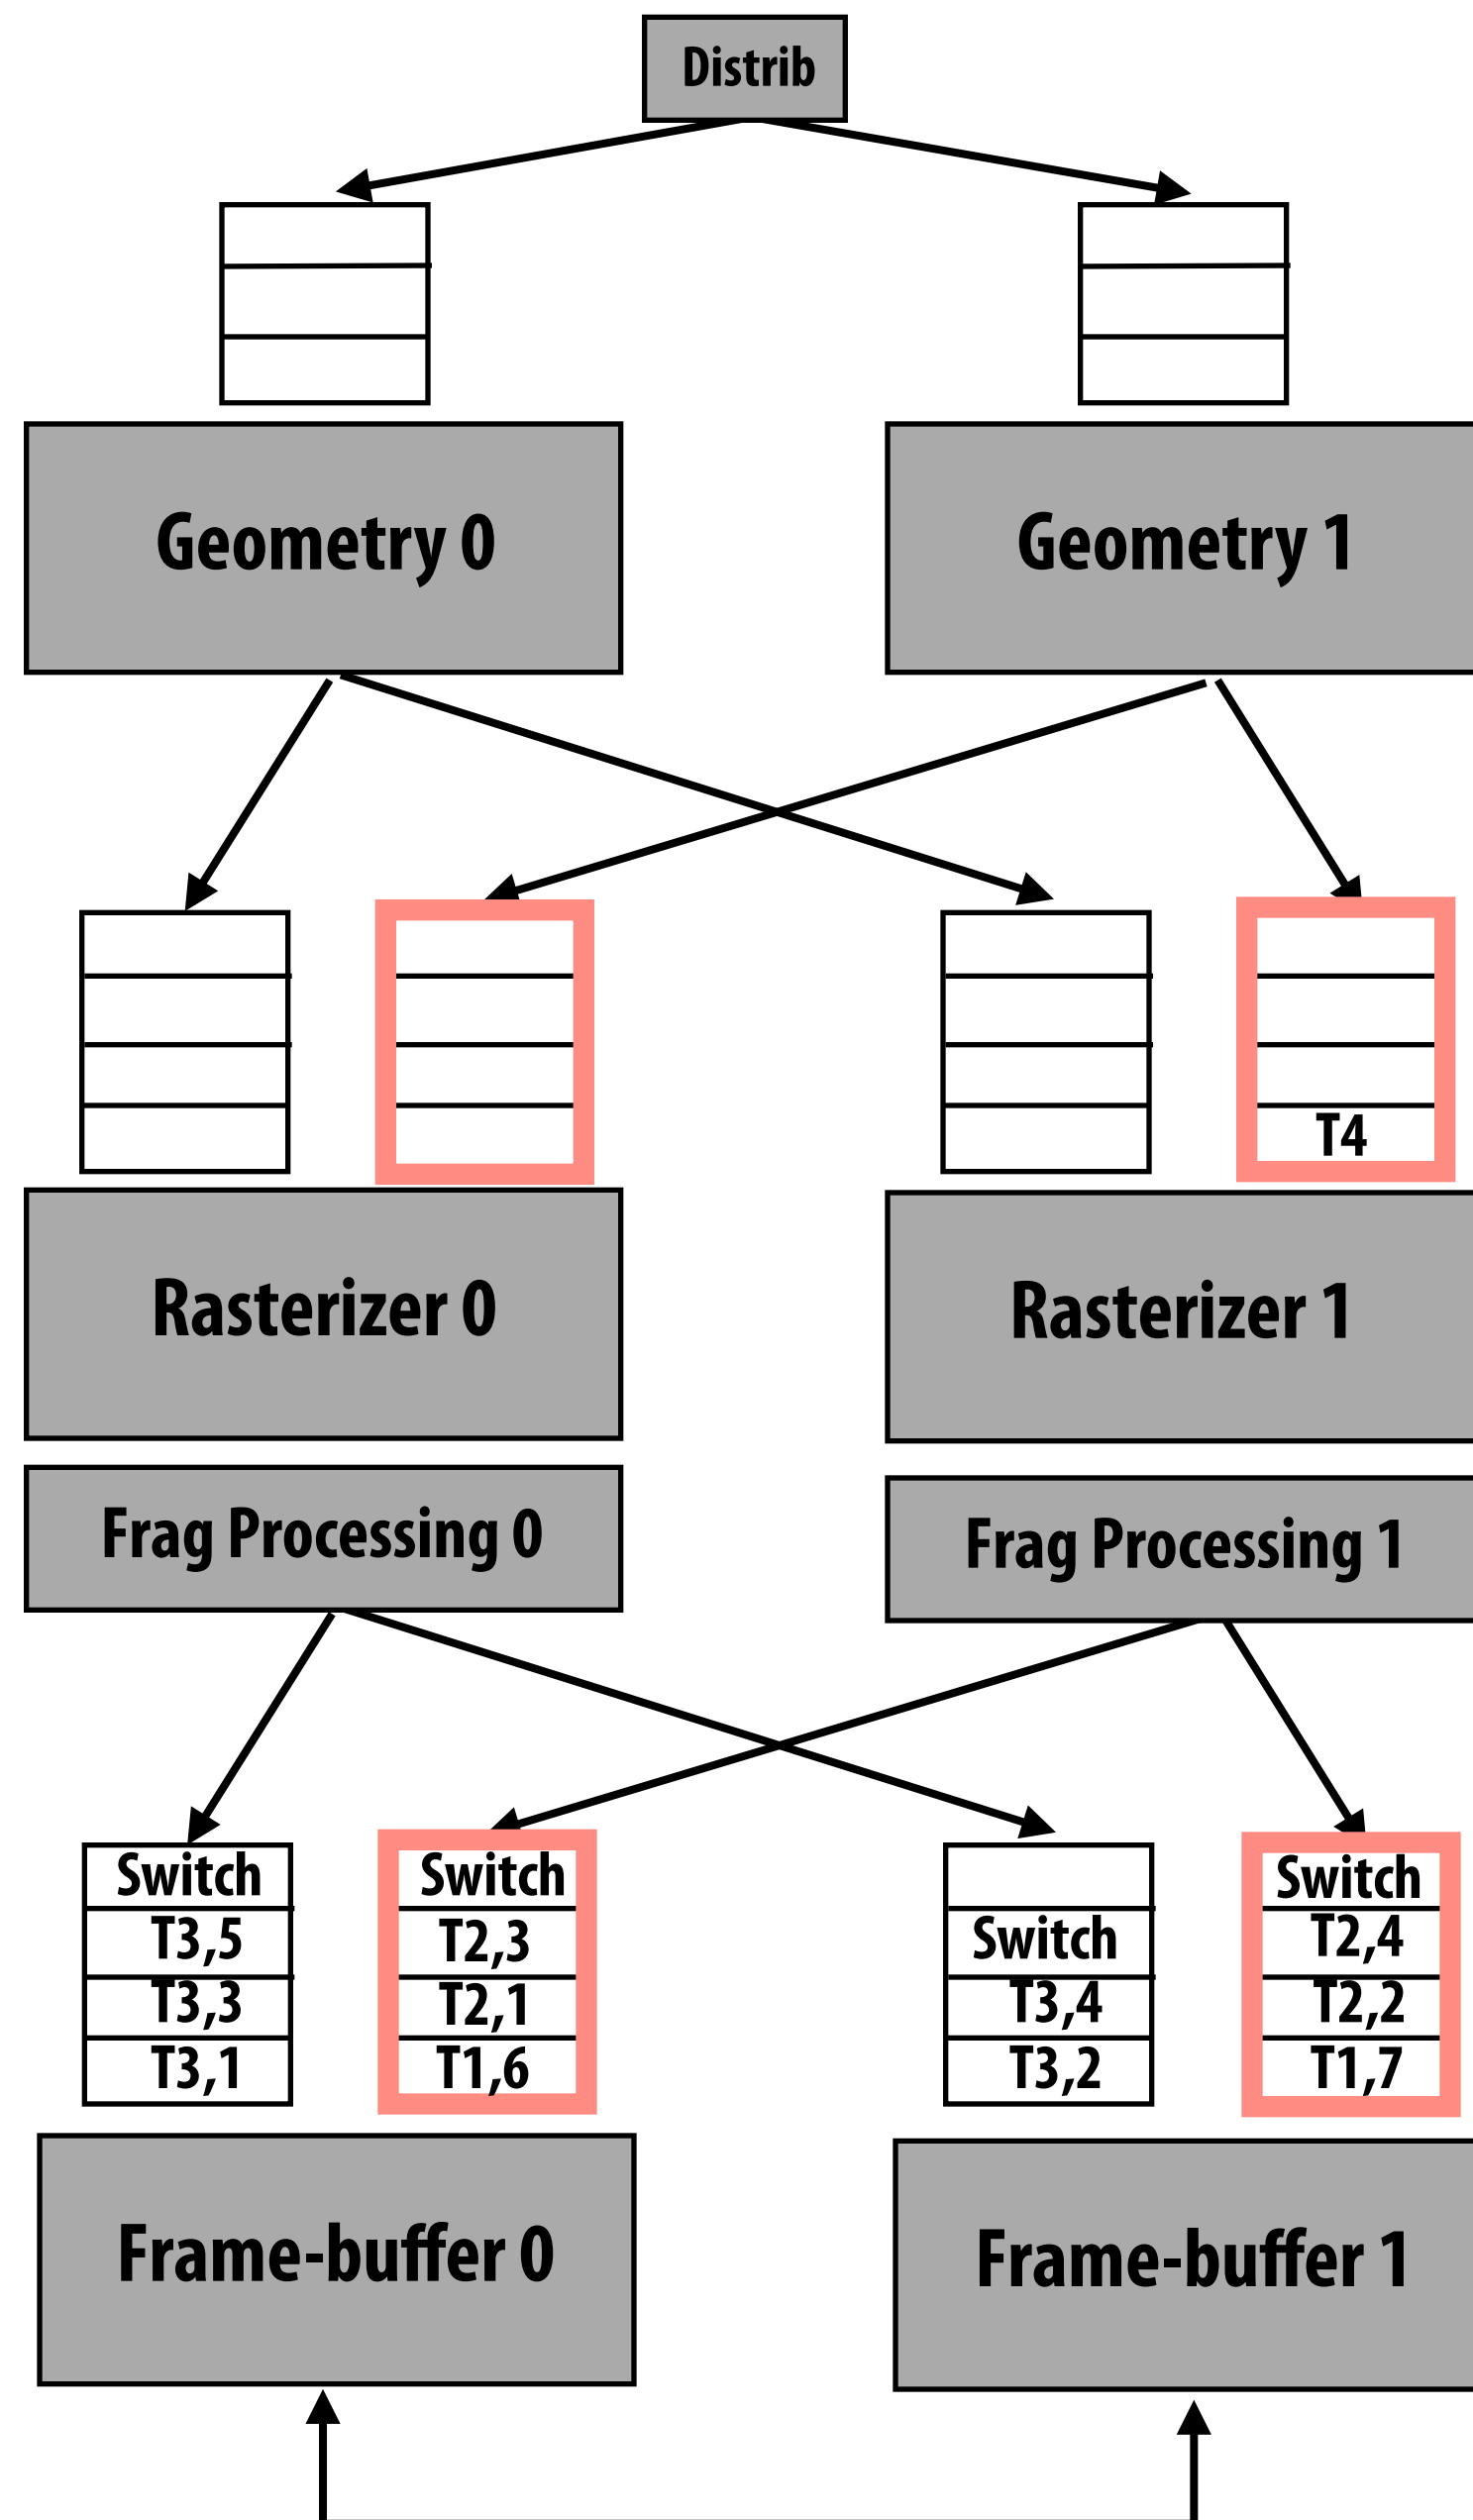 Distrib
Geometry 0
Geometry 1
T4
Rasterizer 0
Rasterizer 1
Frag Processing 0
Frag Processing 1
Switch
T3,5
T3,3
T3,1
Switch
T2,3
T2,1
T1,6
Switch
T3,4
T3,2
Switch
T2,4
T2,2
T1,7
Frame-buffer 0
Frame-buffer 1